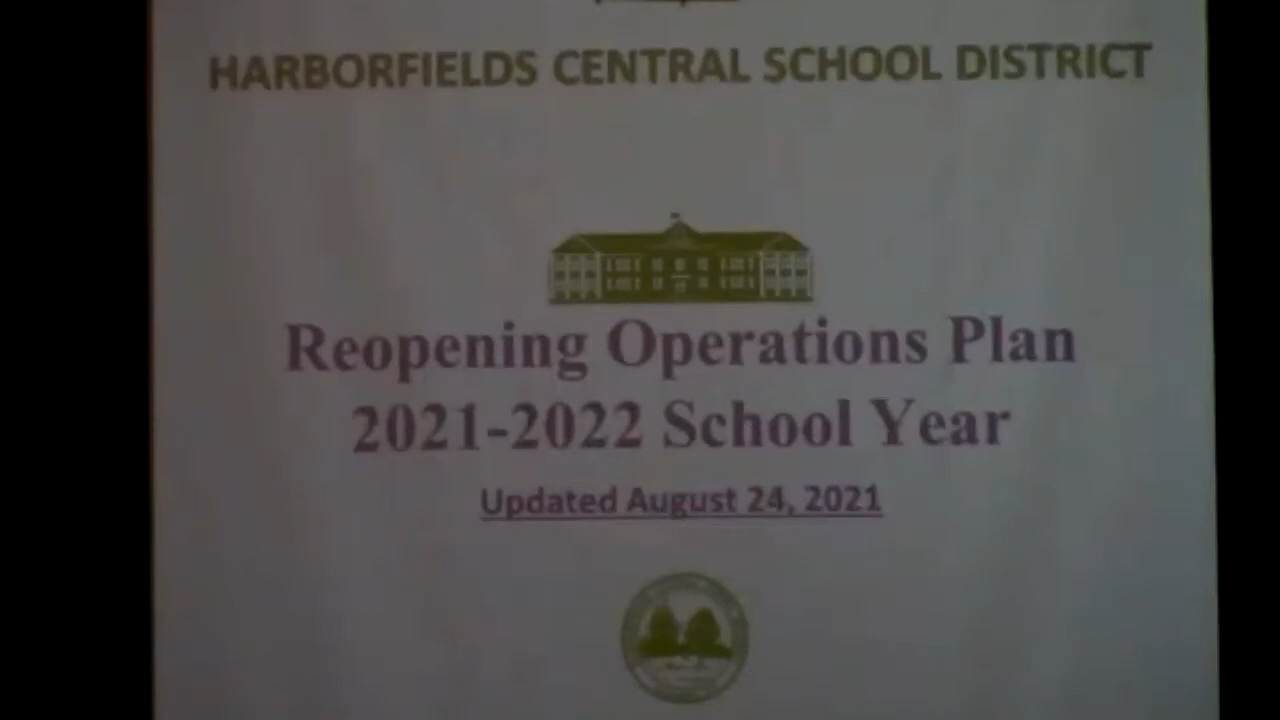 HARBORFIELDS CENTRAL SCHOOL DISTRICT
Reopening Operations Plan
2021-2022 School Year
Updated August 24, 2021